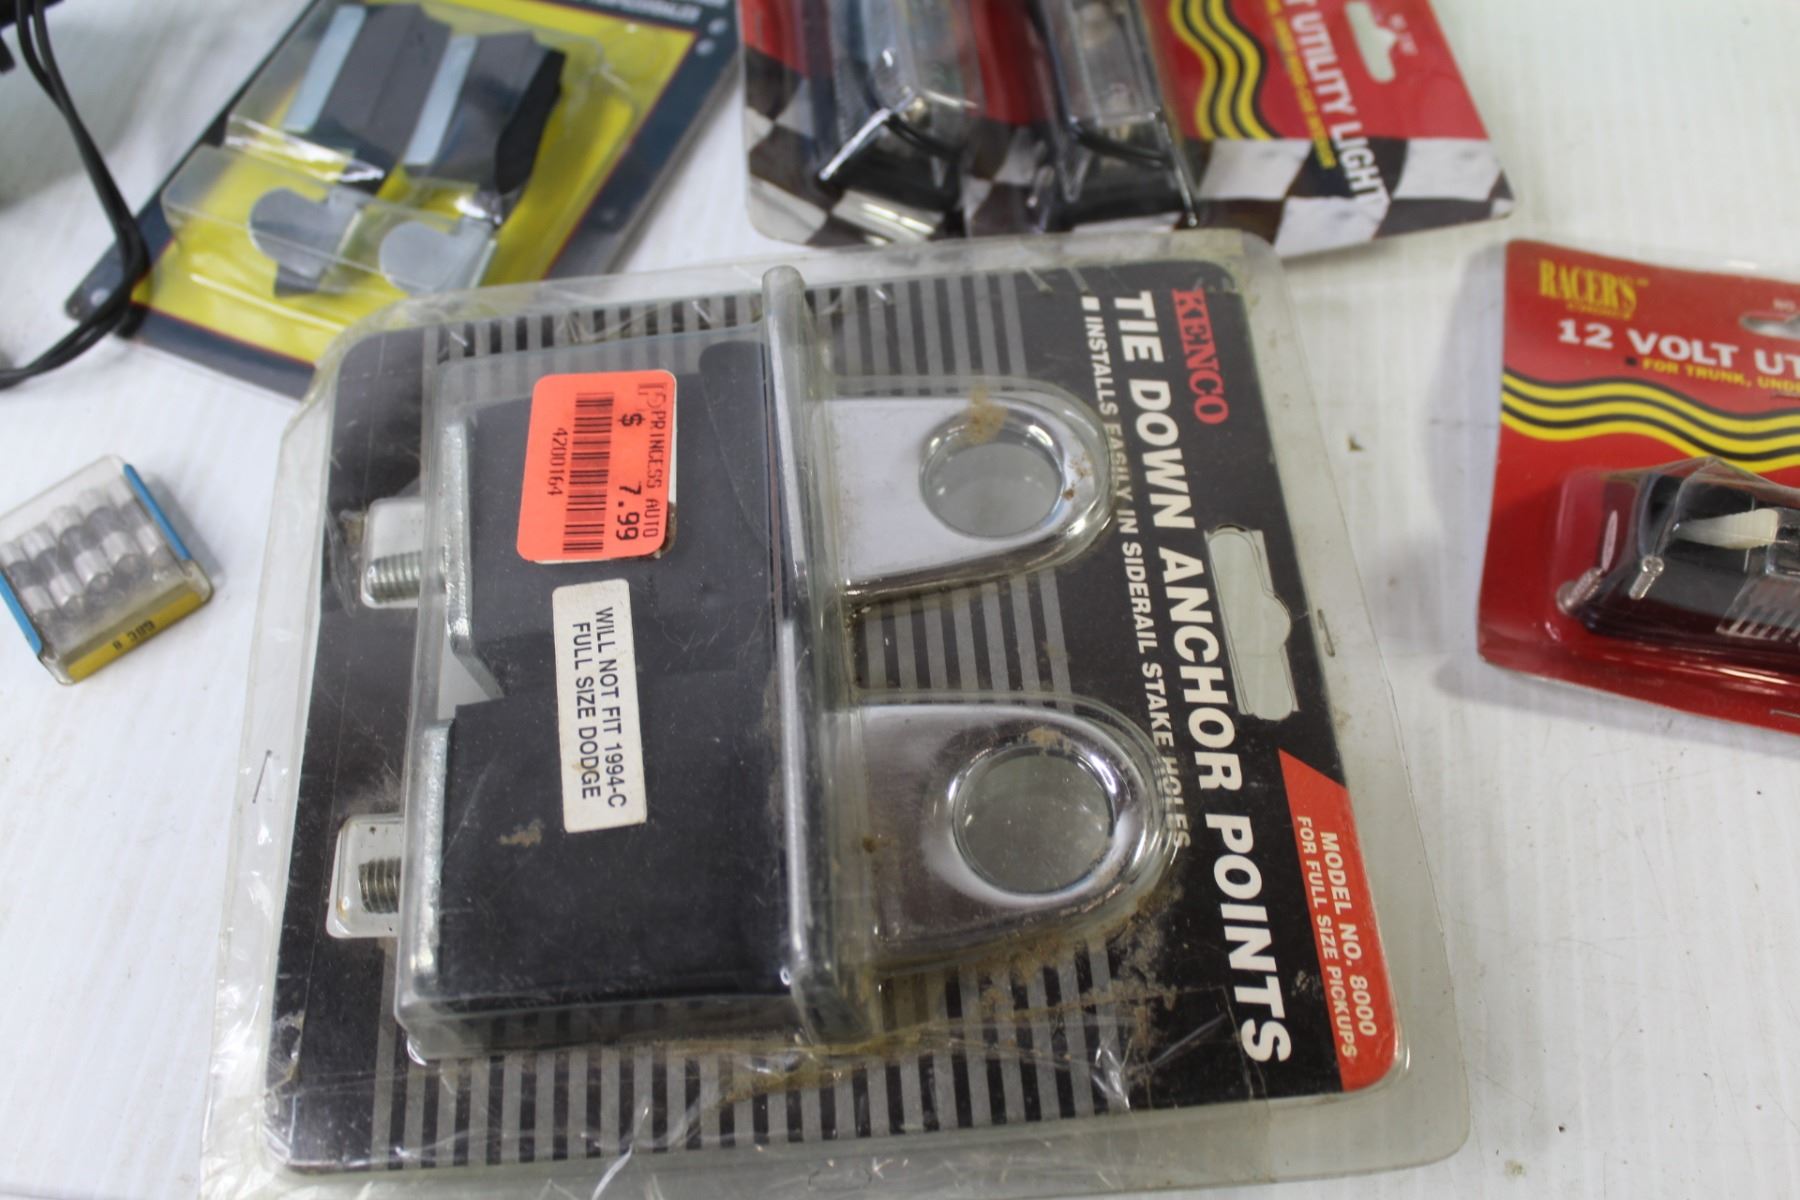 KENCO
TIE DOWN ANCHOR POINTS
INSTALLS EASILY IN SIDERAIL STAKE HOLES
MODEL NO. 8000
FOR FULL SIZE PICKUPS
PRINCESS AUTO
$ 7.99
4200164
WILL NOT FIT 1994-C
FULL SIZE DODGE
UTILITY LIGHT
RACER'S
12 VOLT UT
FOR TRUNK, UND